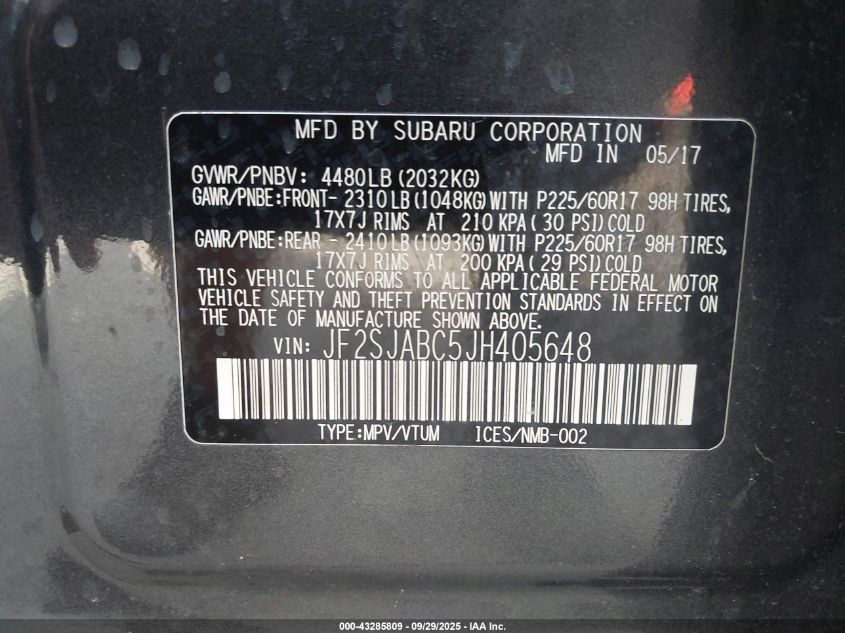 MFD BY SUBARU CORPORATION
MFD IN 05/17
GVWR/PNBV: 4480LB (2032KG)
GAWR/PNBE:FRONT- 2310 LB (1048KG) WITH P225/60R17 98H TIRES,
17X7J RIMS AT 210 KPA ( 30 PSI) COLD
GAWR/PNBE:REAR - 2410 LB (1093KG) WITH P225/60R17 98H TIRES,
17X7J RIMS AT 200 KPA ( 29 PSI) COLD
THIS VEHICLE CONFORMS TO ALL APPLICABLE FEDERAL MOTOR
VEHICLE SAFETY AND THEFT PREVENTION STANDARDS IN EFFECT ON
THE DATE OF MANUFACTURE SHOWN ABOVE.
VIN: JF2SJABC5JH405648
TYPE:MPV/VTUM ICES/NMB-002
000-43285809 - 09/29/2025 - IAA Inc.